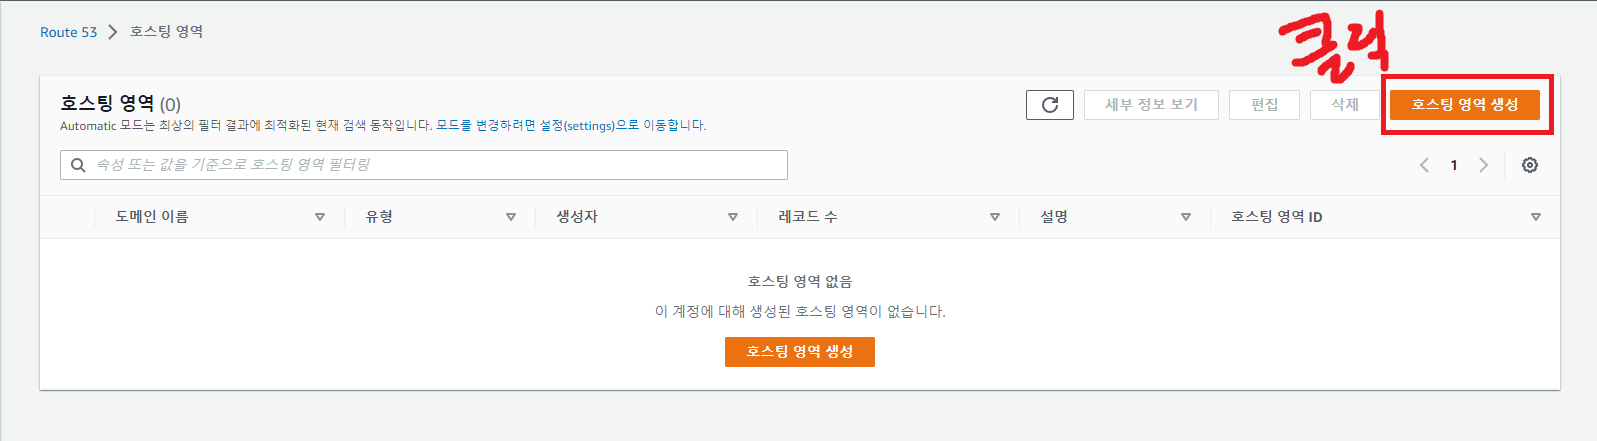 Route 53 > 호스팅 영역
클릭
호스팅 영역 (0)
세부 정보 보기 편집 삭제 호스팅 영역 생성
Automatic 모드는 최상의 필터 결과에 최적화된 현재 검색 동작입니다. 모드를 변경하려면 설정(settings)으로 이동합니다.
속성 또는 값을 기준으로 호스팅 영역 필터링
1
도메인 이름 유형 생성자 레코드 수 설명 호스팅 영역 ID
호스팅 영역 없음
이 계정에 대해 생성된 호스팅 영역이 없습니다.
호스팅 영역 생성